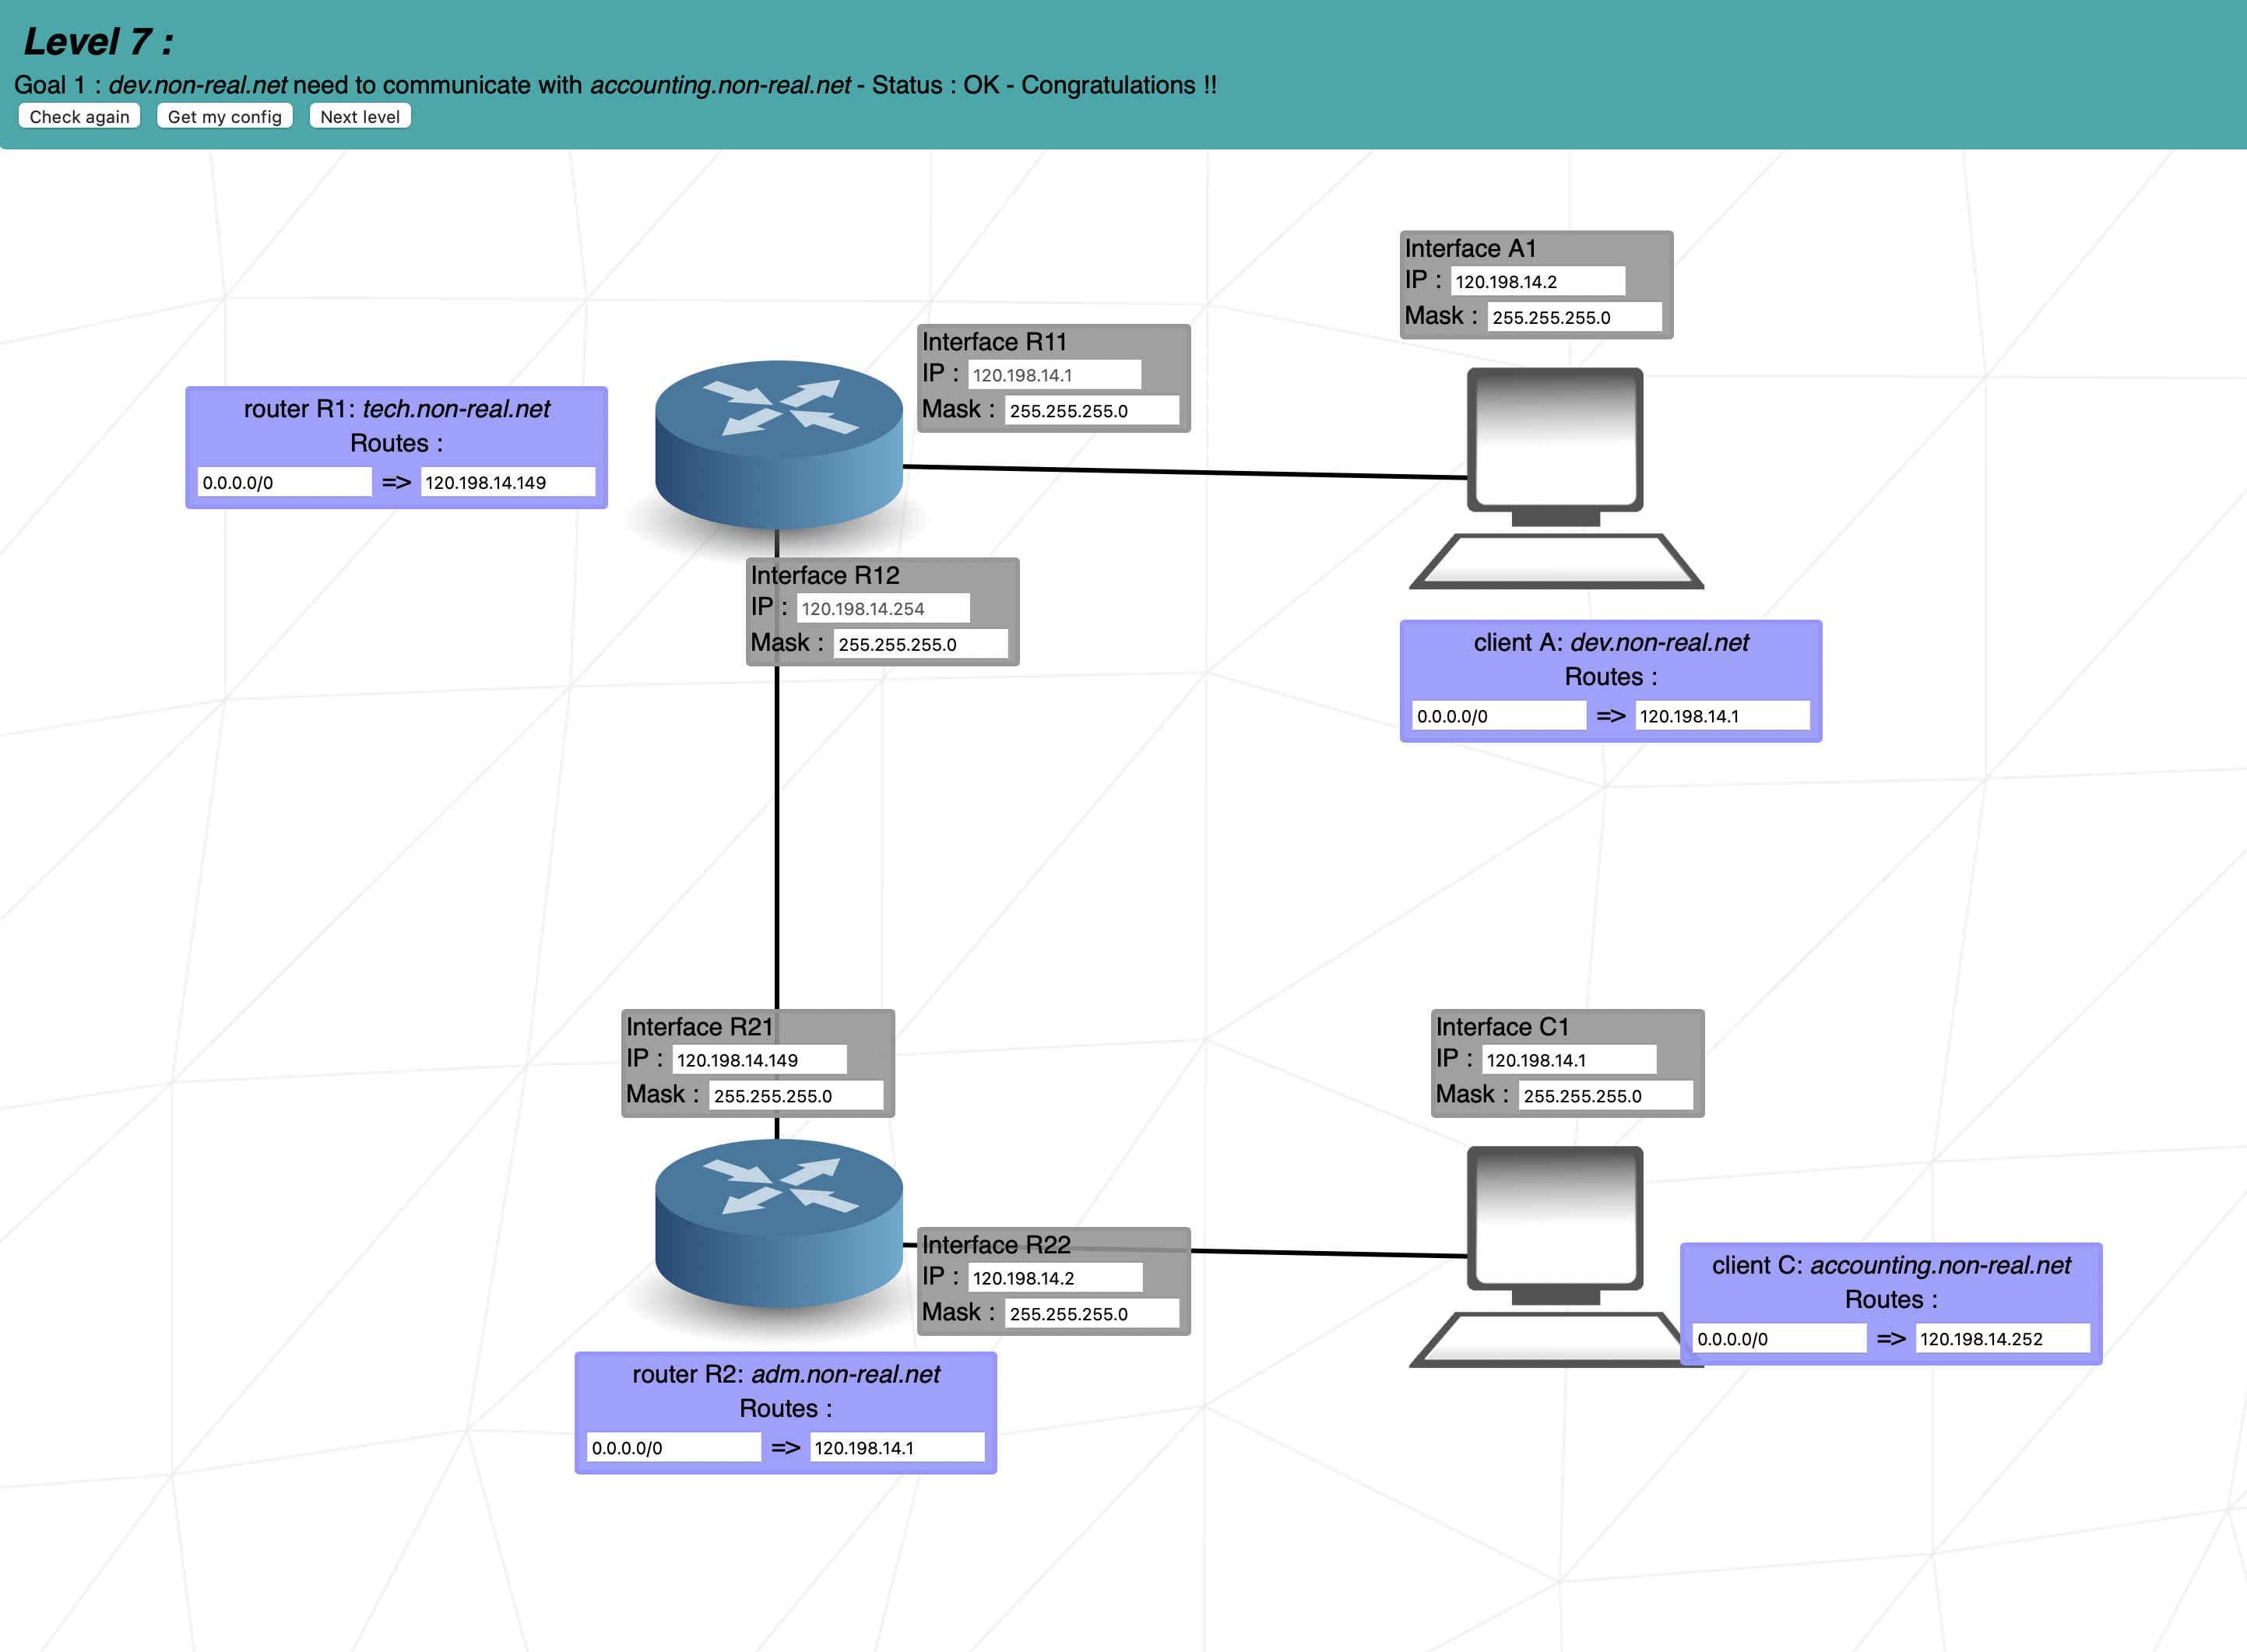 Level 7 :
Goal 1 : dev.non-real.net need to communicate with accounting.non-real.net - Status : OK - Congratulations !!
Check again Get my config Next level
Interface A1
IP : 120.198.14.2
Mask : 255.255.255.0
Interface R11
IP : 120.198.14.1
Mask : 255.255.255.0
router R1: tech.non-real.net
Routes :
0.0.0.0/0 => 120.198.14.149
Interface R12
IP : 120.198.14.254
Mask : 255.255.255.0
client A: dev.non-real.net
Routes :
0.0.0.0/0 => 120.198.14.1
Interface R21
IP : 120.198.14.149
Mask : 255.255.255.0
Interface C1
IP : 120.198.14.1
Mask : 255.255.255.0
Interface R22
IP : 120.198.14.2
Mask : 255.255.255.0
client C: accounting.non-real.net
Routes :
0.0.0.0/0 => 120.198.14.252
router R2: adm.non-real.net
Routes :
0.0.0.0/0 => 120.198.14.1